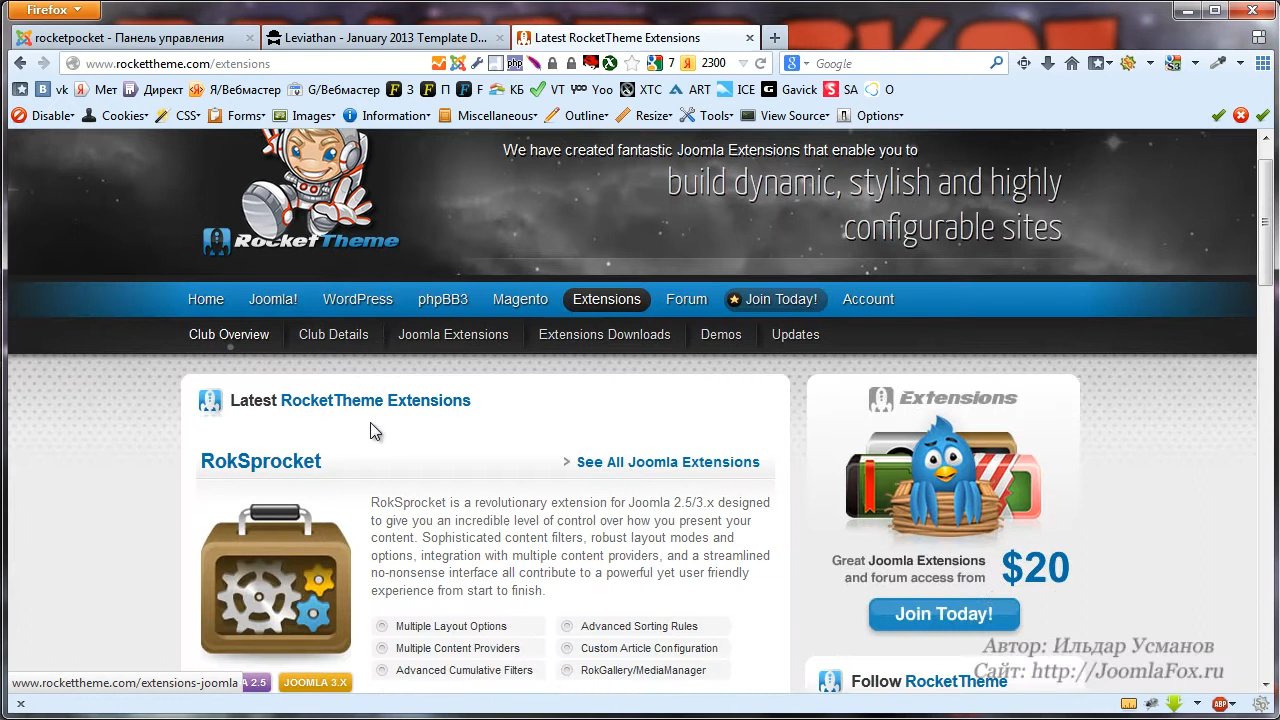 Firefox
rocketpocket - Панель управления
Leviathan - January 2013 Template D...
Latest RocketTheme Extensions
www.rockettheme.com/extensions
php
7
2300
Google
vk
Мет
Директ
Я/Вебмастер
G/Вебмастер
З
П
F
КБ
VT
Yoo
XTC
ART
ICE
Gavick
SA
O
Disable
Cookies
CSS
Forms
Images
Information
Miscellaneous
Outline
Resize
Tools
View Source
Options
We have created fantastic Joomla Extensions that enable you to
build dynamic, stylish and highly
configurable sites
RocketTheme
Home
Joomla!
WordPress
phpBB3
Magento
Extensions
Forum
Join Today!
Account
Club Overview
Club Details
Joomla Extensions
Extensions Downloads
Demos
Updates
Latest RocketTheme Extensions
RokSprocket
> See All Joomla Extensions
RokSprocket is a revolutionary extension for Joomla 2.5/3.x designed
to give you an incredible level of control over how you present your
content. Sophisticated content filters, robust layout modes and
options, integration with multiple content providers, and a streamlined
no-nonsense interface all contribute to a powerful yet user friendly
experience from start to finish.
Multiple Layout Options
Advanced Sorting Rules
Multiple Content Providers
Custom Article Configuration
Advanced Cumulative Filters
RokGallery/MediaManager
A 2.5
JOOMLA 3.X
Extensions
Great Joomla Extensions
and forum access from
$20
Join Today!
Follow RocketTheme
Автор: Ильдар Усманов
Сайт: http://JoomlaFox.ru
www.rockettheme.com/extensions-joomla
ABP